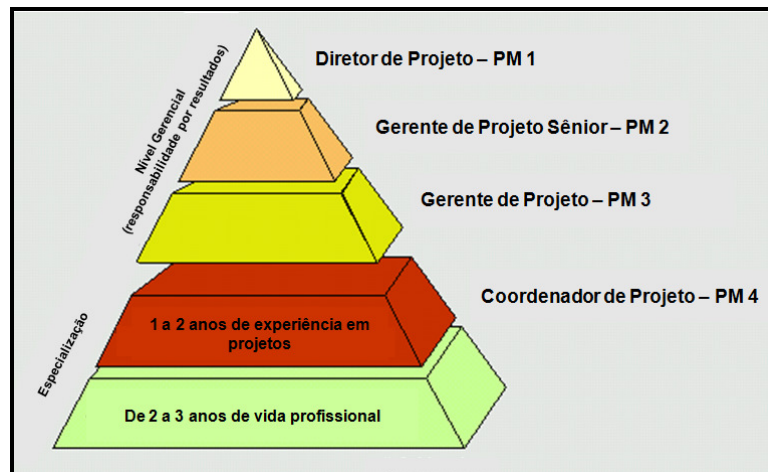 Diretor de Projeto – PM 1
Nível Gerencial
(responsabilidade por resultados)
Gerente de Projeto Sênior – PM 2
Gerente de Projeto – PM 3
Coordenador de Projeto – PM 4
Especialização
1 a 2 anos de experiência em
projetos
De 2 a 3 anos de vida profissional